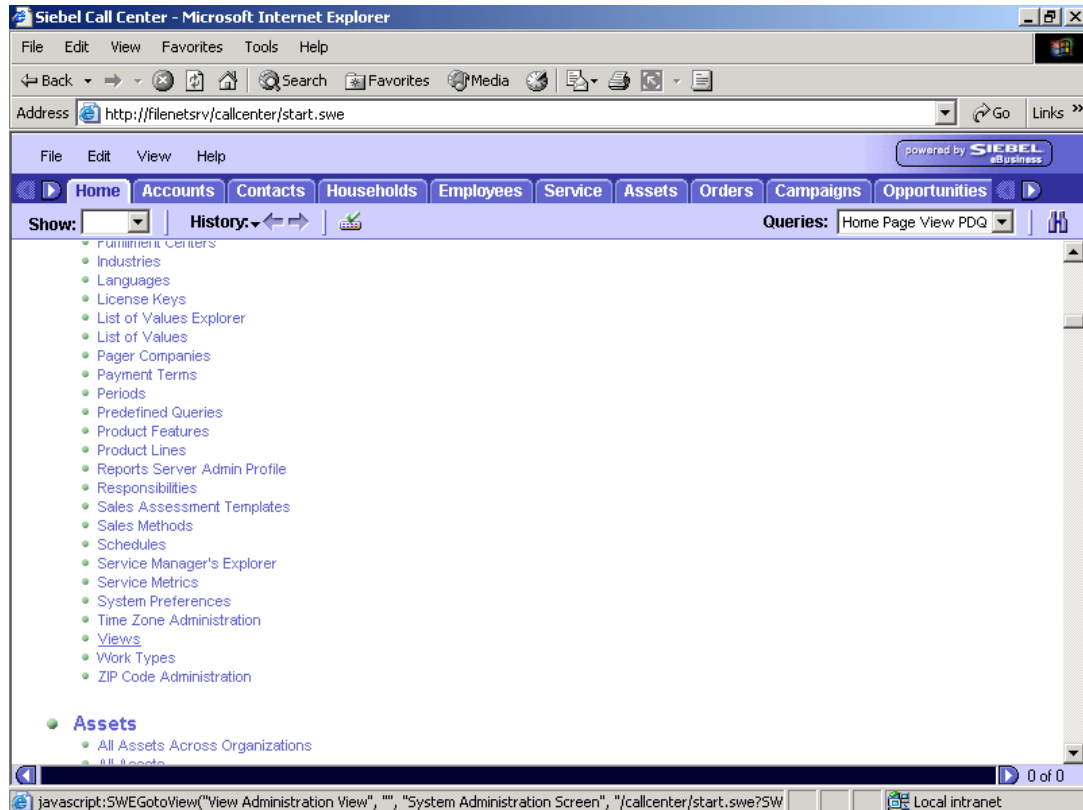 Siebel Call Center - Microsoft Internet Explorer
File Edit View Favorites Tools Help
Back Search Favorites Media
Address http://filenetsrv/callcenter/start.swe Go Links »
File Edit View Help powered by SIEBEL eBusiness
Home Accounts Contacts Households Employees Service Assets Orders Campaigns Opportunities
Show: History: Queries: Home Page View PDQ
Fulfillment Centers
Industries
Languages
License Keys
List of Values Explorer
List of Values
Pager Companies
Payment Terms
Periods
Predefined Queries
Product Features
Product Lines
Reports Server Admin Profile
Responsibilities
Sales Assessment Templates
Sales Methods
Schedules
Service Manager's Explorer
Service Metrics
System Preferences
Time Zone Administration
Views
Work Types
ZIP Code Administration
Assets
All Assets Across Organizations
All Assets
0 of 0
javascript:SWEGotoView("View Administration View", "", "System Administration Screen", "/callcenter/start.swe?SW Local intranet